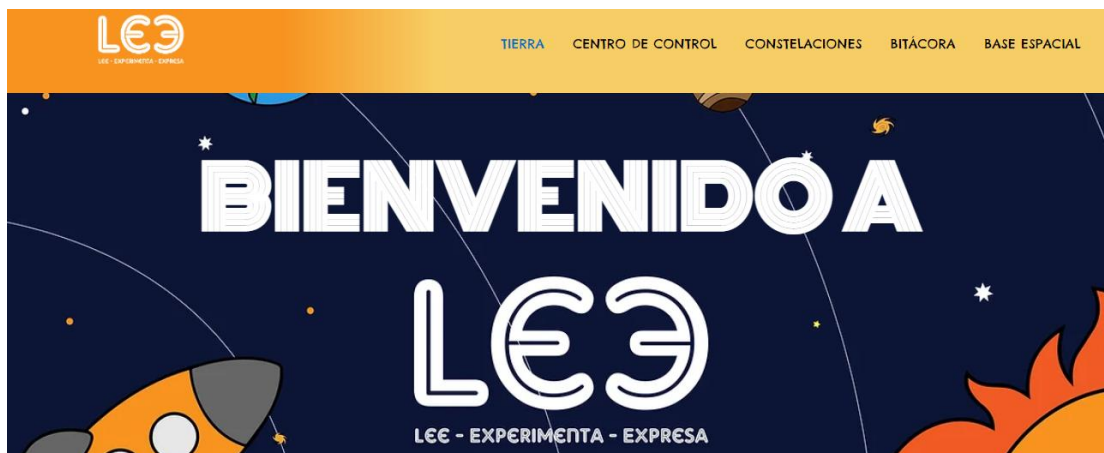 LEE
LEE - EXPERIMENTA - EXPRESA
TIERRA CENTRO DE CONTROL CONSTELACIONES BITÁCORA BASE ESPACIAL
BIENVENIDO A
LEE
LEE - EXPERIMENTA - EXPRESA